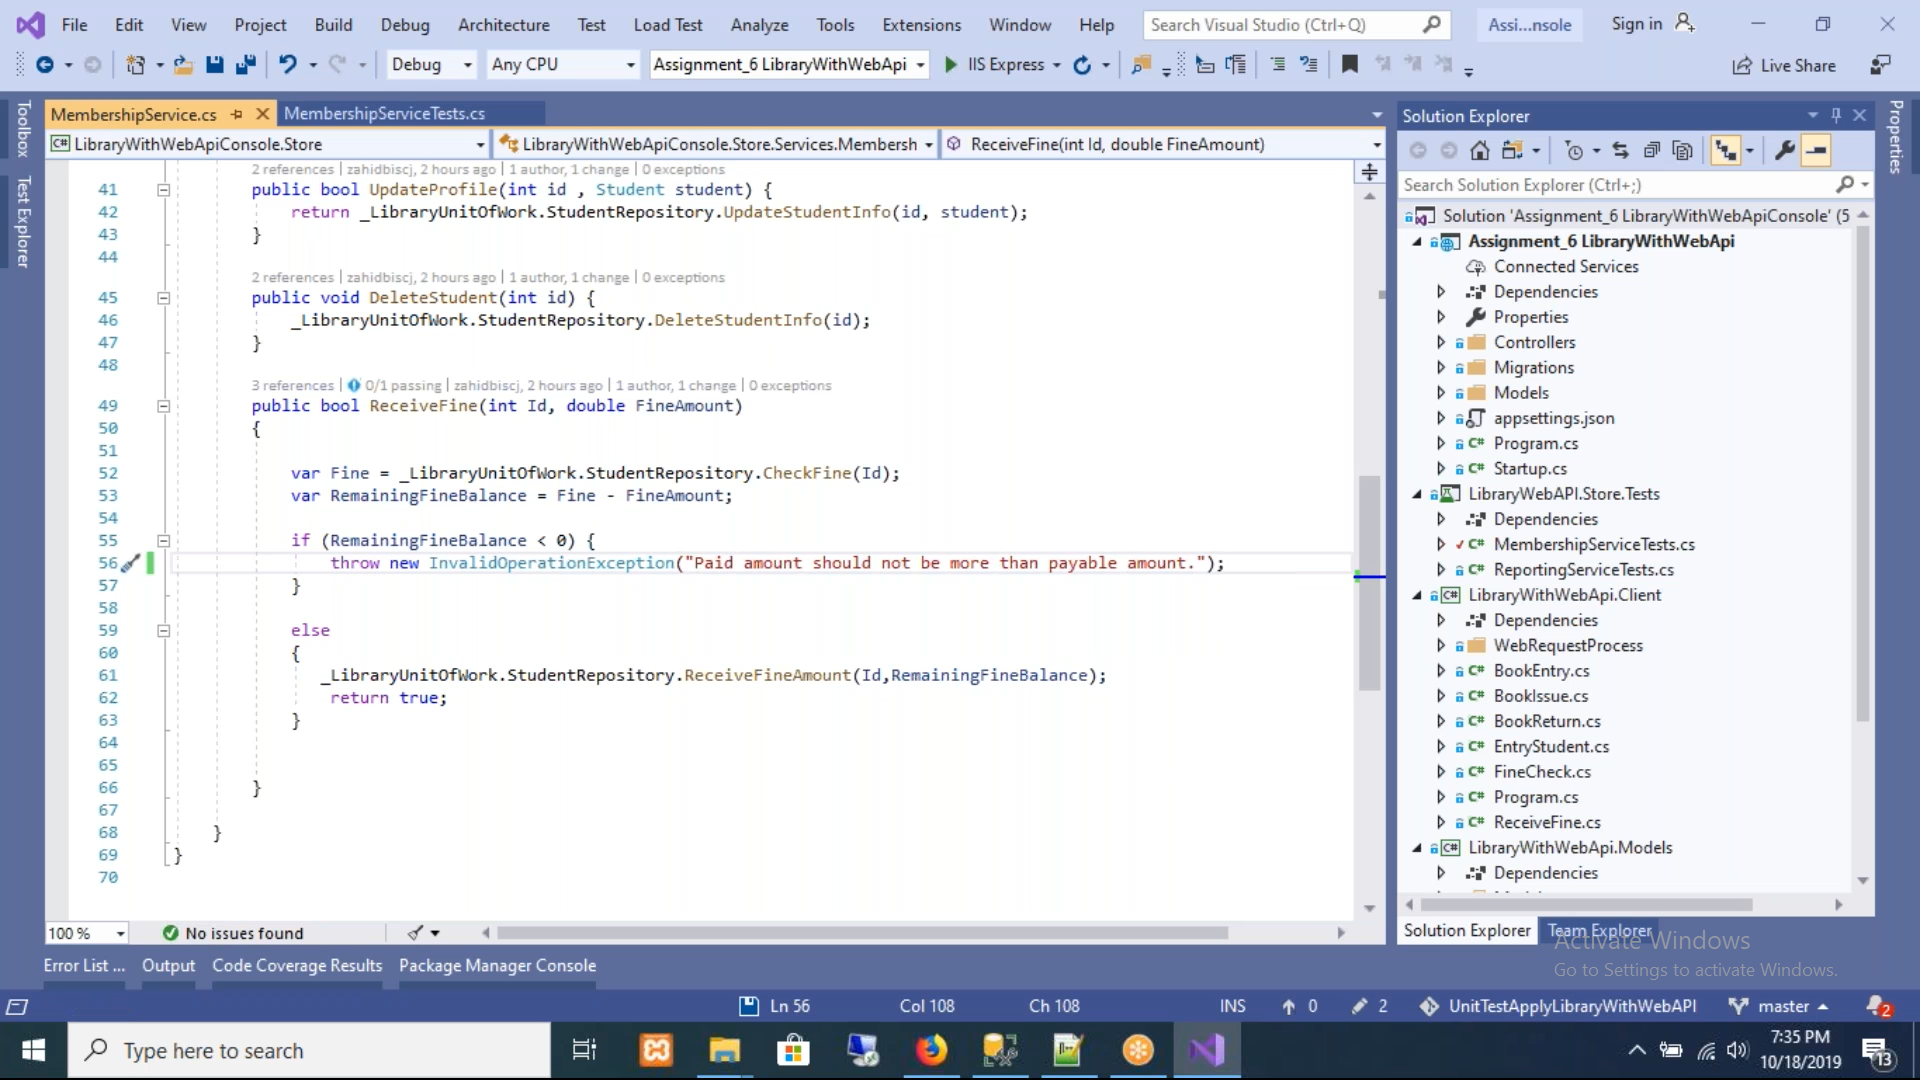 File Edit View Project Build Debug Architecture Test Load Test Analyze Tools Extensions Window Help Search Visual Studio (Ctrl+Q) Assi...nsole Sign in
Debug Any CPU Assignment_6 LibraryWithWebApi IIS Express Live Share
Toolbox
Test Explorer
MembershipService.cs MembershipServiceTests.cs
LibraryWithWebApiConsole.Store LibraryWithWebApiConsole.Store.Services.Membersh ReceiveFine(int Id, double FineAmount)
2 references | zahidbiscj, 2 hours ago | 1 author, 1 change | 0 exceptions
41 public bool UpdateProfile(int id , Student student) {
42 return _LibraryUnitOfWork.StudentRepository.UpdateStudentInfo(id, student);
43 }
44
2 references | zahidbiscj, 2 hours ago | 1 author, 1 change | 0 exceptions
45 public void DeleteStudent(int id) {
46 _LibraryUnitOfWork.StudentRepository.DeleteStudentInfo(id);
47 }
48
3 references | 0/1 passing | zahidbiscj, 2 hours ago | 1 author, 1 change | 0 exceptions
49 public bool ReceiveFine(int Id, double FineAmount)
50 {
51
52 var Fine = _LibraryUnitOfWork.StudentRepository.CheckFine(Id);
53 var RemainingFineBalance = Fine - FineAmount;
54
55 if (RemainingFineBalance < 0) {
56 throw new InvalidOperationException("Paid amount should not be more than payable amount.");
57 }
58
59 else
60 {
61 _LibraryUnitOfWork.StudentRepository.ReceiveFineAmount(Id,RemainingFineBalance);
62 return true;
63 }
64
65
66 }
67
68 }
69 }
70
100 % No issues found
Solution Explorer
Search Solution Explorer (Ctrl+;)
Solution 'Assignment_6 LibraryWithWebApiConsole' (5
Assignment_6 LibraryWithWebApi
Connected Services
Dependencies
Properties
Controllers
Migrations
Models
appsettings.json
C# Program.cs
C# Startup.cs
LibraryWebAPI.Store.Tests
Dependencies
C# MembershipServiceTests.cs
C# ReportingServiceTests.cs
C# LibraryWithWebApi.Client
Dependencies
WebRequestProcess
C# BookEntry.cs
C# BookIssue.cs
C# BookReturn.cs
C# EntryStudent.cs
C# FineCheck.cs
C# Program.cs
C# ReceiveFine.cs
C# LibraryWithWebApi.Models
Dependencies
Solution Explorer Team Explorer
Properties
Activate Windows
Go to Settings to activate Windows.
Error List ... Output Code Coverage Results Package Manager Console
Ln 56 Col 108 Ch 108 INS 0 2 UnitTestApplyLibraryWithWebAPI master 2
Type here to search
7:35 PM
10/18/2019
13